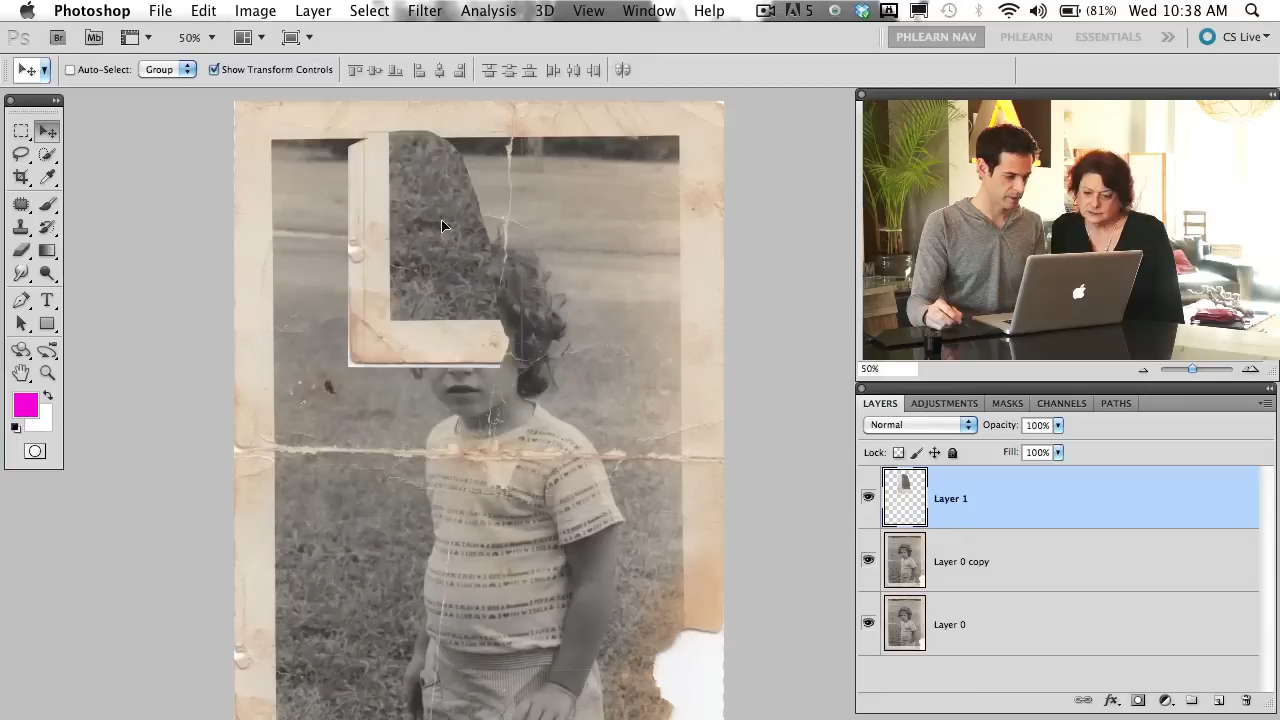 Photoshop File Edit Image Layer Select Filter Analysis 3D View Window Help A 5 (81%) Wed 10:38 AM
Ps Br Mb 50% PHLEARN NAV PHLEARN ESSENTIALS CS Live
Auto-Select: Group Show Transform Controls
50%
LAYERS ADJUSTMENTS MASKS CHANNELS PATHS
Normal Opacity: 100%
Lock: Fill: 100%
Layer 1
Layer 0 copy
Layer 0
T
fx